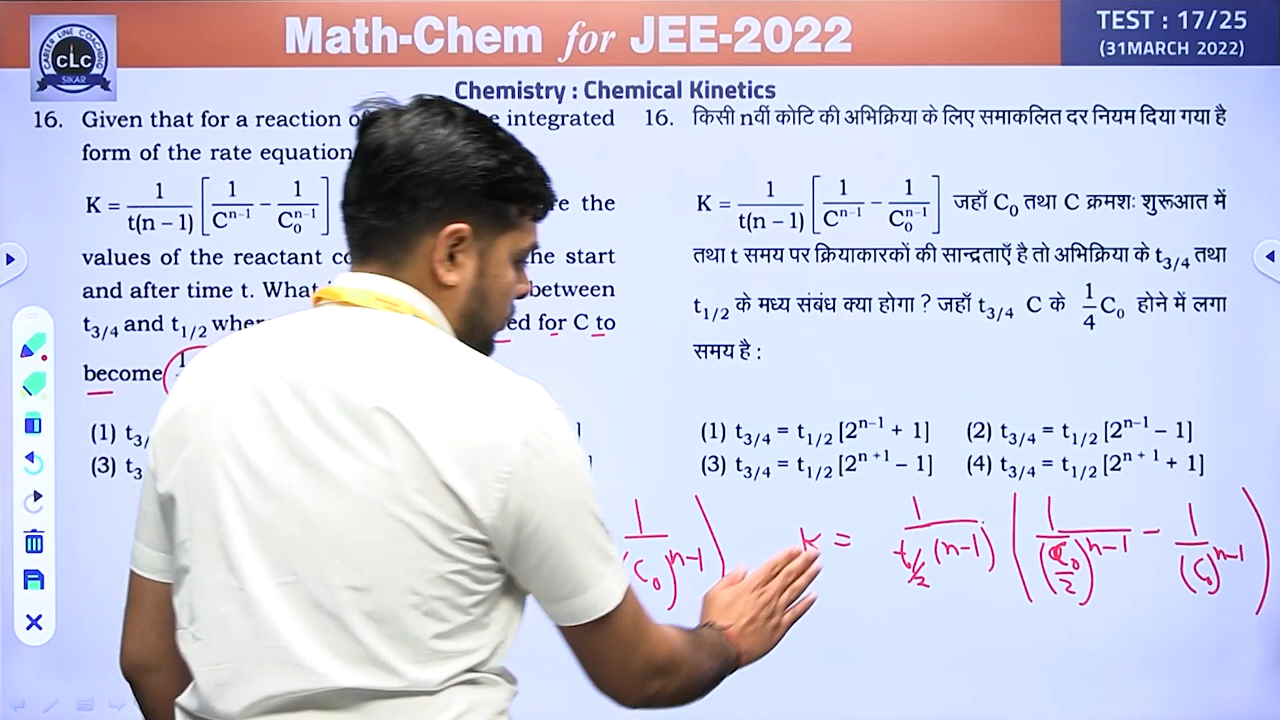 CAREER LINE COACHING
CLC
SIKAR
Math-Chem for JEE-2022
TEST : 17/25
(31MARCH 2022)
Chemistry : Chemical Kinetics
16. Given that for a reaction
integrated
form of the rate equation
K = 1/t(n – 1) [1/C^n–1 – 1/C₀^n–1]
the
values of the reactant
start
and after time t.
between
t₃/₄ and t₁/₂
for C to
become
(1)
(3)
16. किसी nवीं कोटि की अभिक्रिया के लिए समाकलित दर नियम दिया गया है
K = 1/t(n – 1) [1/C^n–1 – 1/C₀^n–1] जहाँ C₀ तथा C क्रमशः शुरूआत में
तथा t समय पर क्रियाकारकों की सान्द्रताएँ है तो अभिक्रिया के t₃/₄ तथा
t₁/₂ के मध्य संबंध क्या होगा ? जहाँ t₃/₄ C के 1/4 C₀ होने में लगा
समय है :
(1) t₃/₄ = t₁/₂ [2^n–1 + 1] (2) t₃/₄ = t₁/₂ [2^n–1 – 1]
(3) t₃/₄ = t₁/₂ [2^n+1 – 1] (4) t₃/₄ = t₁/₂ [2^n+1 + 1]
1/(C₀)^n-1)
K = 1/t½(n-1) (1/(C₀/2)^n-1 – 1/(C₀)^n-1)